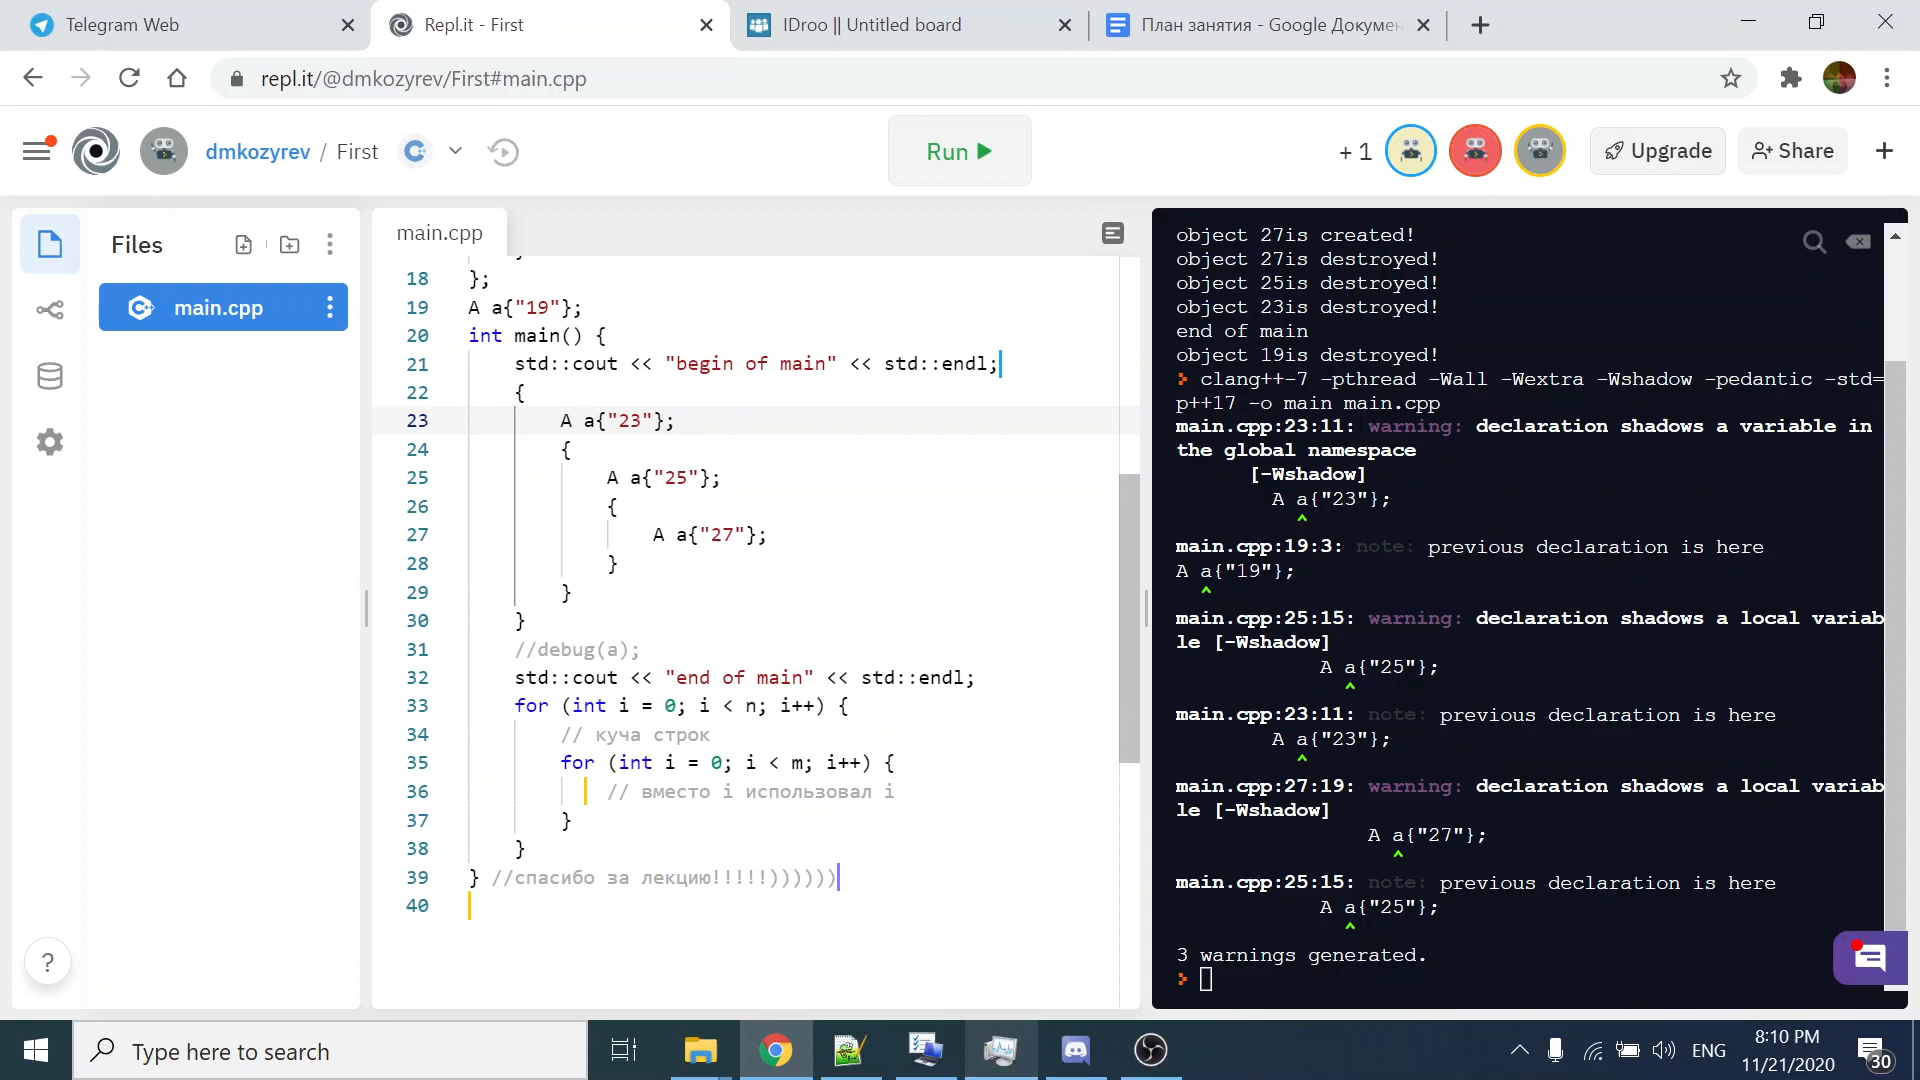 Telegram Web
Repl.it - First
IDroo || Untitled board
План занятия - Google Докумен
repl.it/@dmkozyrev/First#main.cpp
dmkozyrev / First
Run
+ 1
Upgrade
Share
Files
main.cpp
main.cpp
18 };
19 A a{"19"};
20 int main() {
21 std::cout << "begin of main" << std::endl;
22 {
23 A a{"23"};
24 {
25 A a{"25"};
26 {
27 A a{"27"};
28 }
29 }
30 }
31 //debug(a);
32 std::cout << "end of main" << std::endl;
33 for (int i = 0; i < n; i++) {
34 // куча строк
35 for (int i = 0; i < m; i++) {
36 // вместо i использовал i
37 }
38 }
39 } //спасибо за лекцию!!!!!))))))
40
object 27is created!
object 27is destroyed!
object 25is destroyed!
object 23is destroyed!
end of main
object 19is destroyed!
clang++-7 -pthread -Wall -Wextra -Wshadow -pedantic -std=
p++17 -o main main.cpp
main.cpp:23:11: warning: declaration shadows a variable in
the global namespace
[-Wshadow]
A a{"23"};
^
main.cpp:19:3: note: previous declaration is here
A a{"19"};
^
main.cpp:25:15: warning: declaration shadows a local variab
le [-Wshadow]
A a{"25"};
^
main.cpp:23:11: note: previous declaration is here
A a{"23"};
^
main.cpp:27:19: warning: declaration shadows a local variab
le [-Wshadow]
A a{"27"};
^
main.cpp:25:15: note: previous declaration is here
A a{"25"};
^
3 warnings generated.
?
Type here to search
ENG
8:10 PM
11/21/2020
30